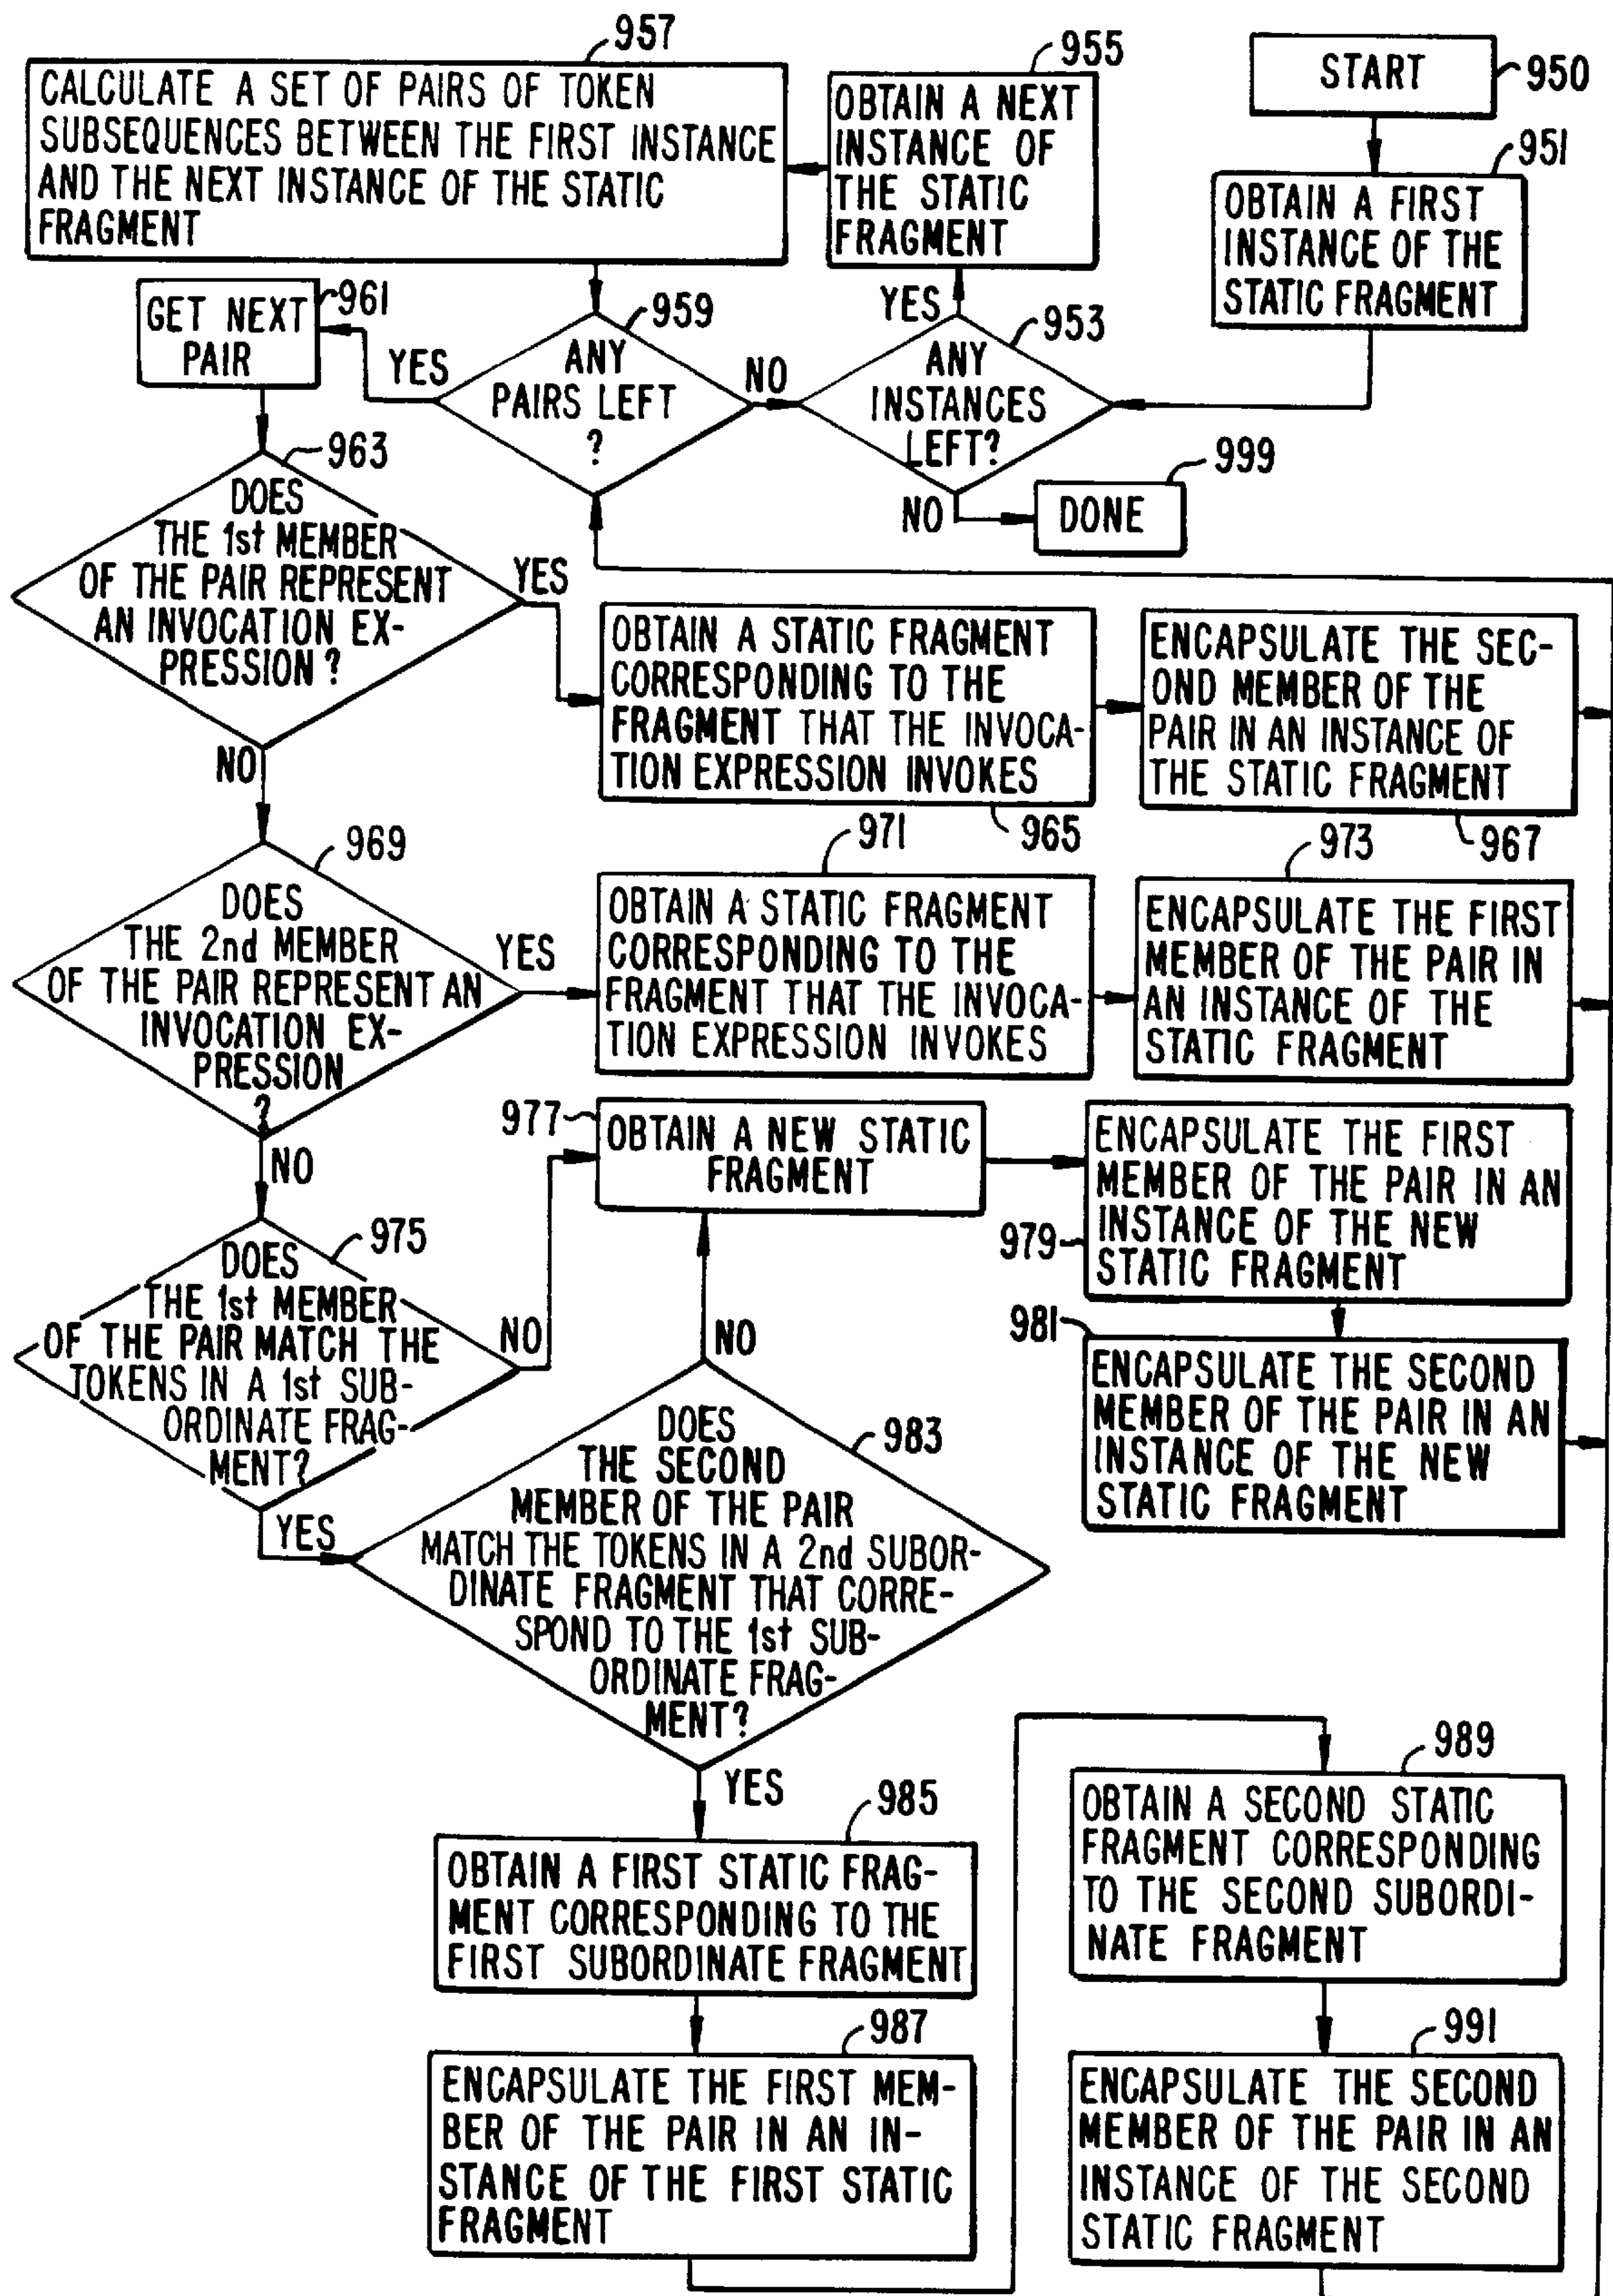 957
CALCULATE A SET OF PAIRS OF TOKEN
SUBSEQUENCES BETWEEN THE FIRST INSTANCE
AND THE NEXT INSTANCE OF THE STATIC
FRAGMENT
955
OBTAIN A NEXT
INSTANCE OF
THE STATIC
FRAGMENT
START
950
951
OBTAIN A FIRST
INSTANCE OF THE
STATIC FRAGMENT
961
GET NEXT
PAIR
YES
959
ANY
PAIRS LEFT
?
NO
YES
953
ANY
INSTANCES
LEFT?
NO
999
DONE
963
DOES
THE 1st MEMBER
OF THE PAIR REPRESENT
AN INVOCATION EX-
PRESSION?
YES
NO
OBTAIN A STATIC FRAGMENT
CORRESPONDING TO THE
FRAGMENT THAT THE INVOCA-
TION EXPRESSION INVOKES
965
ENCAPSULATE THE SEC-
OND MEMBER OF THE
PAIR IN AN INSTANCE OF
THE STATIC FRAGMENT
967
969
DOES
THE 2nd MEMBER
OF THE PAIR REPRESENT AN
INVOCATION EX-
PRESSION
?
YES
NO
971
OBTAIN A STATIC FRAGMENT
CORRESPONDING TO THE
FRAGMENT THAT THE INVOCA-
TION EXPRESSION INVOKES
973
ENCAPSULATE THE FIRST
MEMBER OF THE PAIR IN
AN INSTANCE OF THE
STATIC FRAGMENT
977
OBTAIN A NEW STATIC
FRAGMENT
979
ENCAPSULATE THE FIRST
MEMBER OF THE PAIR IN AN
INSTANCE OF THE NEW
STATIC FRAGMENT
975
DOES
THE 1st MEMBER
OF THE PAIR MATCH THE
TOKENS IN A 1st SUB-
ORDINATE FRAG-
MENT?
NO
YES
981
ENCAPSULATE THE SECOND
MEMBER OF THE PAIR IN AN
INSTANCE OF THE NEW
STATIC FRAGMENT
NO
983
DOES
THE SECOND
MEMBER OF THE PAIR
MATCH THE TOKENS IN A 2nd SUBOR-
DINATE FRAGMENT THAT CORRE-
SPOND TO THE 1st SUB-
ORDINATE FRAG-
MENT?
YES
985
OBTAIN A FIRST STATIC FRAG-
MENT CORRESPONDING TO THE
FIRST SUBORDINATE FRAGMENT
987
ENCAPSULATE THE FIRST MEM-
BER OF THE PAIR IN AN IN-
STANCE OF THE FIRST STATIC
FRAGMENT
989
OBTAIN A SECOND STATIC
FRAGMENT CORRESPONDING
TO THE SECOND SUBORDI-
NATE FRAGMENT
991
ENCAPSULATE THE SECOND
MEMBER OF THE PAIR IN AN
INSTANCE OF THE SECOND
STATIC FRAGMENT